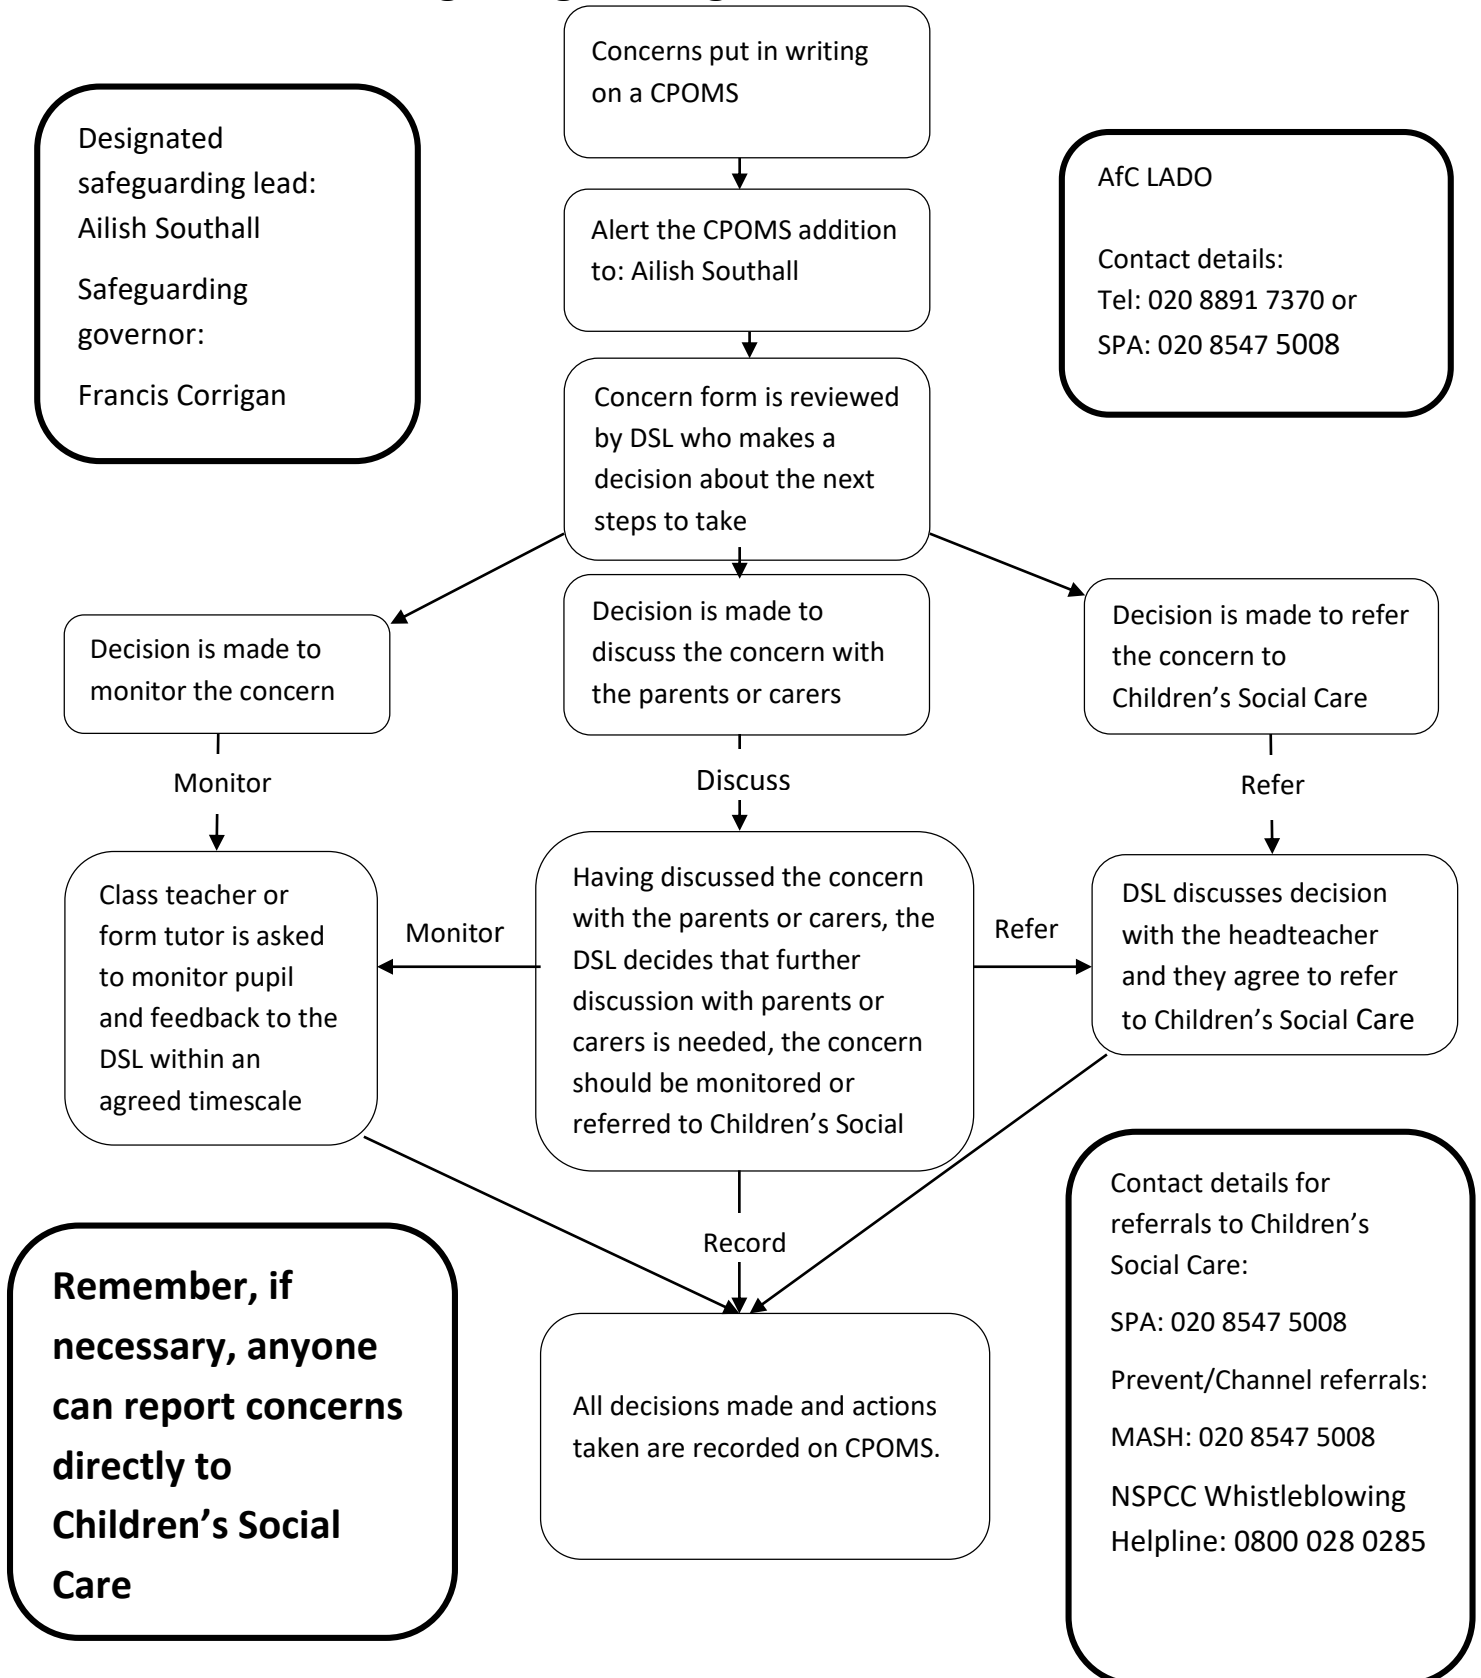 Concerns put in writing
on a CPOMS
Designated
safeguarding lead:
Ailish Southall
Safeguarding
governor:
Francis Corrigan
AfC LADO
Contact details:
Tel: 020 8891 7370 or
SPA: 020 8547 5008
Alert the CPOMS addition
to: Ailish Southall
Concern form is reviewed
by DSL who makes a
decision about the next
steps to take
Decision is made to
monitor the concern
Decision is made to
discuss the concern with
the parents or carers
Decision is made to refer
the concern to
Children’s Social Care
Monitor
Discuss
Refer
Class teacher or
form tutor is asked
to monitor pupil
and feedback to the
DSL within an
agreed timescale
Monitor
Having discussed the concern
with the parents or carers, the
DSL decides that further
discussion with parents or
carers is needed, the concern
should be monitored or
referred to Children’s Social
Refer
DSL discusses decision
with the headteacher
and they agree to refer
to Children’s Social Care
Record
Remember, if
necessary, anyone
can report concerns
directly to
Children’s Social
Care
All decisions made and actions
taken are recorded on CPOMS.
Contact details for
referrals to Children’s
Social Care:
SPA: 020 8547 5008
Prevent/Channel referrals:
MASH: 020 8547 5008
NSPCC Whistleblowing
Helpline: 0800 028 0285